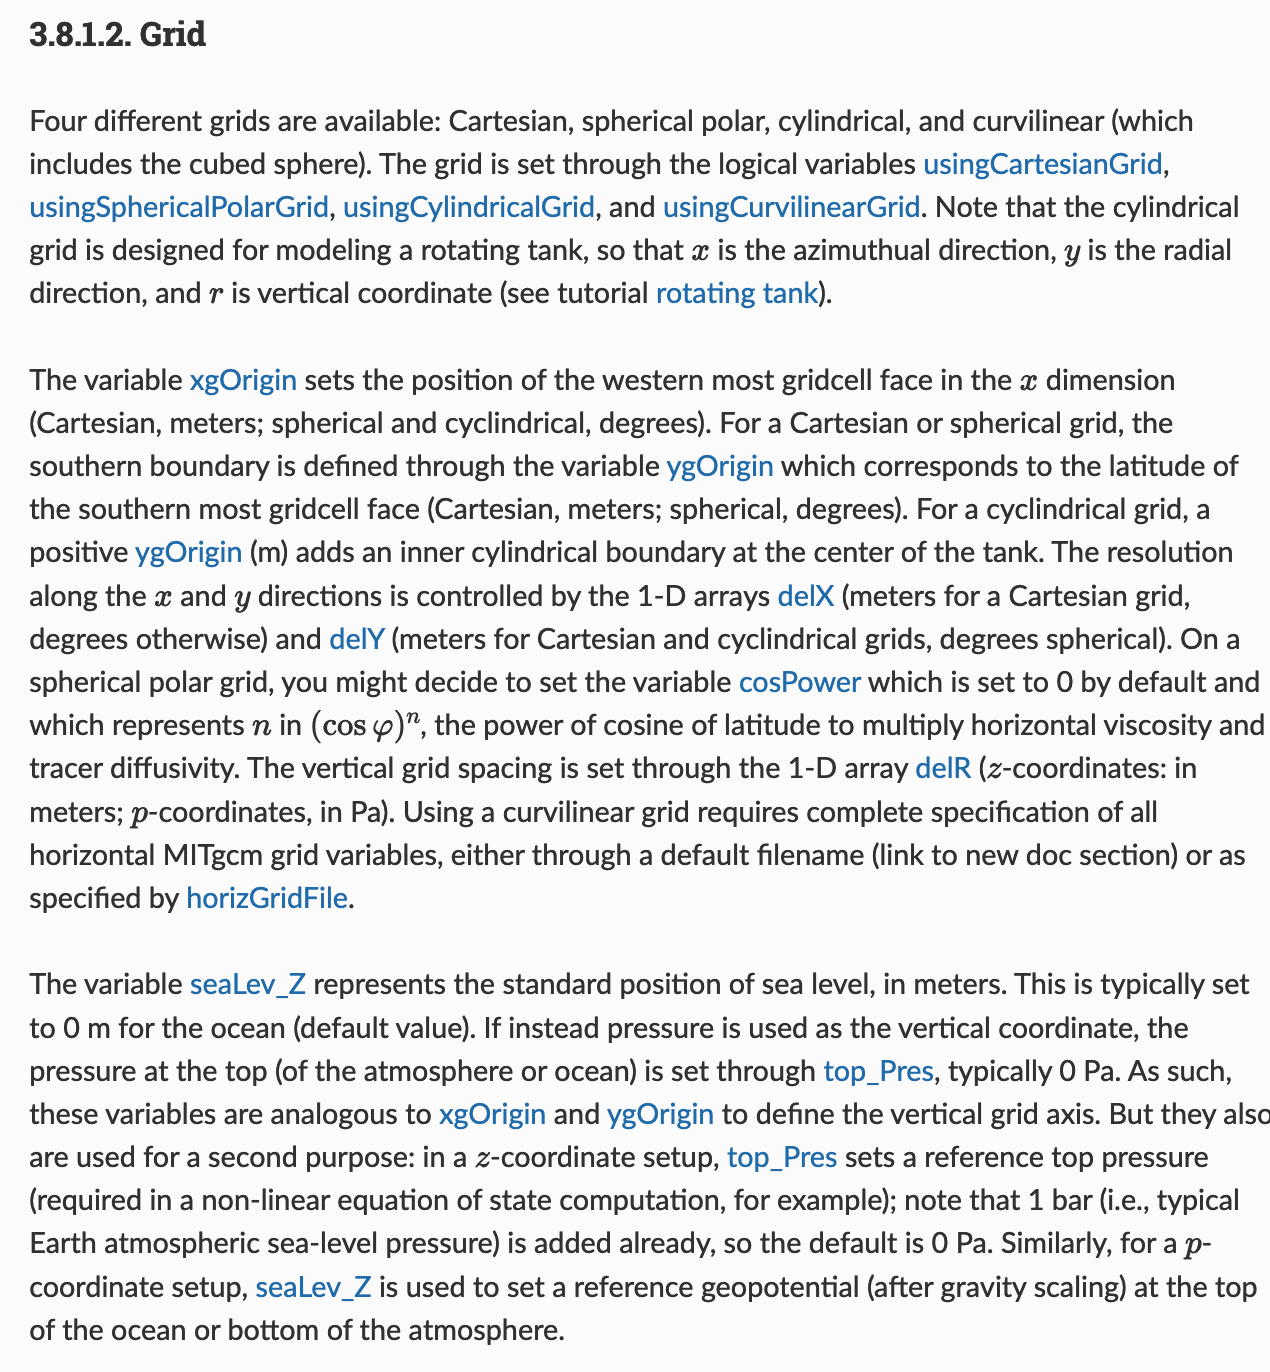 3.8.1.2. Grid
Four different grids are available: Cartesian, spherical polar, cylindrical, and curvilinear (which
includes the cubed sphere). The grid is set through the logical variables usingCartesianGrid,
usingSphericalPolarGrid, usingCylindricalGrid, and usingCurvilinearGrid. Note that the cylindrical
grid is designed for modeling a rotating tank, so that x is the azimuthual direction, y is the radial
direction, and r is vertical coordinate (see tutorial rotating tank).
The variable xgOrigin sets the position of the western most gridcell face in the x dimension
(Cartesian, meters; spherical and cyclindrical, degrees). For a Cartesian or spherical grid, the
southern boundary is defined through the variable ygOrigin which corresponds to the latitude of
the southern most gridcell face (Cartesian, meters; spherical, degrees). For a cyclindrical grid, a
positive ygOrigin (m) adds an inner cylindrical boundary at the center of the tank. The resolution
along the x and y directions is controlled by the 1-D arrays delX (meters for a Cartesian grid,
degrees otherwise) and delY (meters for Cartesian and cyclindrical grids, degrees spherical). On a
spherical polar grid, you might decide to set the variable cosPower which is set to 0 by default and
which represents n in (cos φ)ⁿ, the power of cosine of latitude to multiply horizontal viscosity and
tracer diffusivity. The vertical grid spacing is set through the 1-D array delR (z-coordinates: in
meters; p-coordinates, in Pa). Using a curvilinear grid requires complete specification of all
horizontal MITgcm grid variables, either through a default filename (link to new doc section) or as
specified by horizGridFile.
The variable seaLev_Z represents the standard position of sea level, in meters. This is typically set
to 0 m for the ocean (default value). If instead pressure is used as the vertical coordinate, the
pressure at the top (of the atmosphere or ocean) is set through top_Pres, typically 0 Pa. As such,
these variables are analogous to xgOrigin and ygOrigin to define the vertical grid axis. But they also
are used for a second purpose: in a z-coordinate setup, top_Pres sets a reference top pressure
(required in a non-linear equation of state computation, for example); note that 1 bar (i.e., typical
Earth atmospheric sea-level pressure) is added already, so the default is 0 Pa. Similarly, for a p-
coordinate setup, seaLev_Z is used to set a reference geopotential (after gravity scaling) at the top
of the ocean or bottom of the atmosphere.